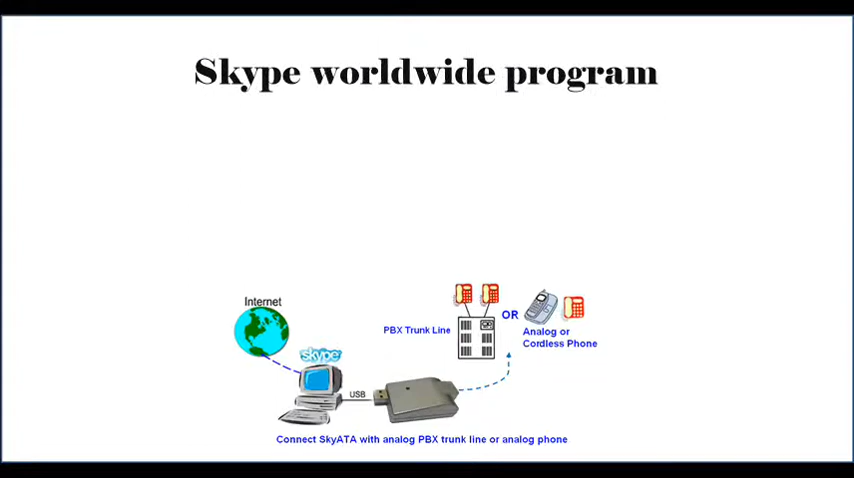 Skype worldwide program
Internet
skype
USB
PBX Trunk Line
OR
Analog or
Cordless Phone
Connect SkyATA with analog PBX trunk line or analog phone